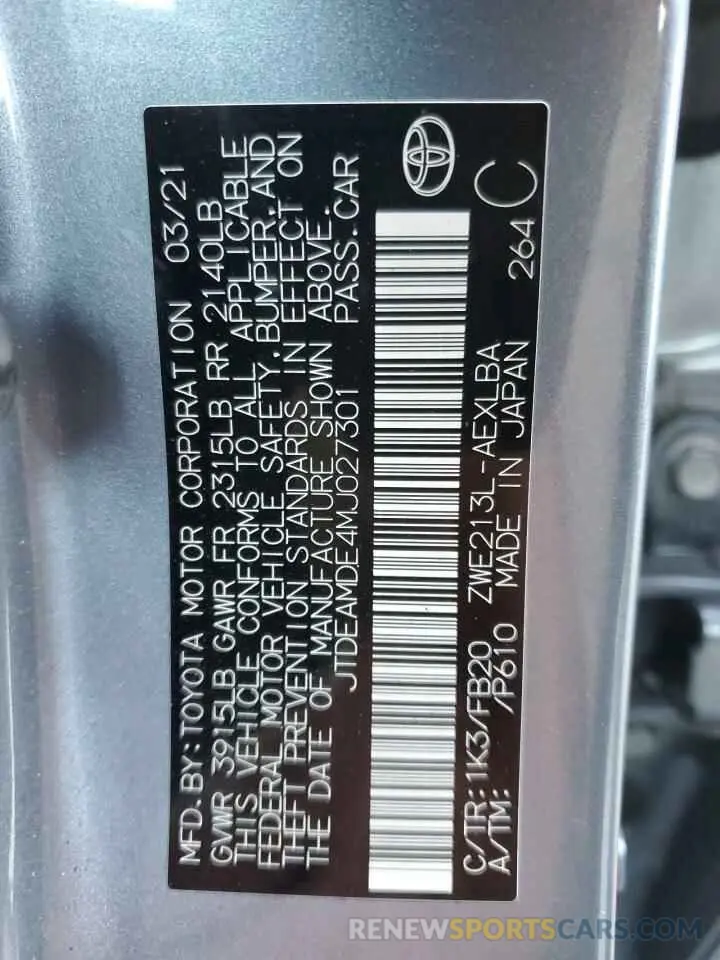 MFD.BY:TOYOTA MOTOR CORPORATION 03/21
GVWR 3915LB GAWR FR 2315LB RR 2140LB
THIS VEHICLE CONFORMS TO ALL APPLICABLE
FEDERAL MOTOR VEHICLE SAFETY,BUMPER,AND
THEFT PREVENTION STANDARDS IN EFFECT ON
THE DATE OF MANUFACTURE SHOWN ABOVE.
JTDEAMDE4MJ027301 PASS.CAR
C/TR:1K3/FB20 ZWE213L-AEXLBA 264 C
A/TM: /P610 MADE IN JAPAN
RENEWSPORTSCARS.COM